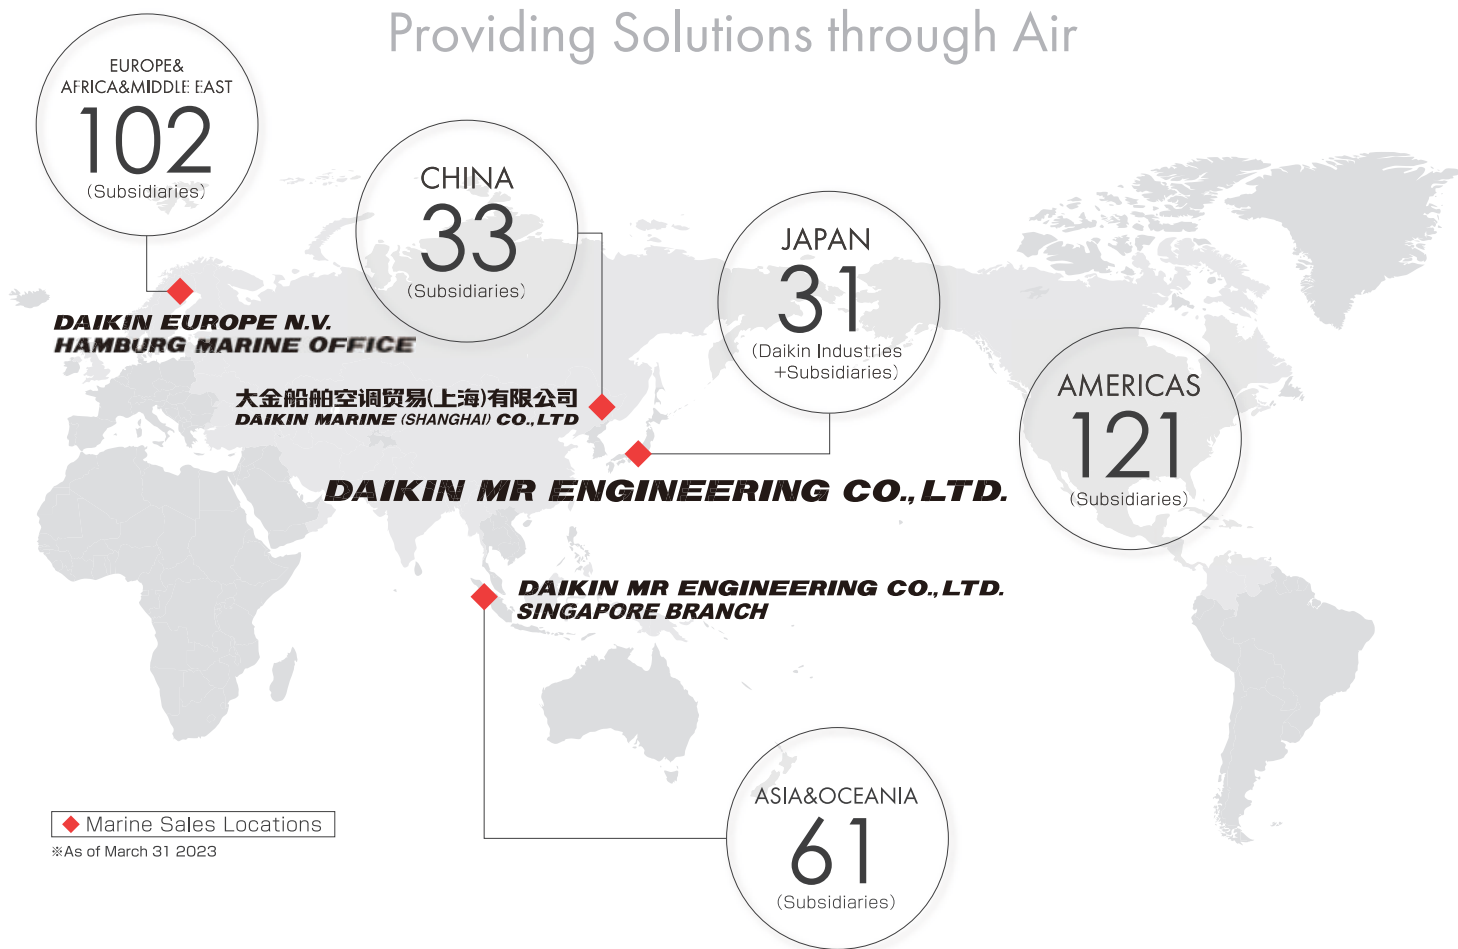 Providing Solutions through Air
EUROPE&
AFRICA&MIDDLE EAST
102
(Subsidiaries)
CHINA
33
(Subsidiaries)
JAPAN
31
(Daikin Industries
+Subsidiaries)
AMERICAS
121
(Subsidiaries)
DAIKIN EUROPE N.V.
HAMBURG MARINE OFFICE
大金船舶空调贸易(上海)有限公司
DAIKIN MARINE (SHANGHAI) CO.,LTD
DAIKIN MR ENGINEERING CO.,LTD.
DAIKIN MR ENGINEERING CO.,LTD.
SINGAPORE BRANCH
ASIA&OCEANIA
61
(Subsidiaries)
◆ Marine Sales Locations
※As of March 31 2023